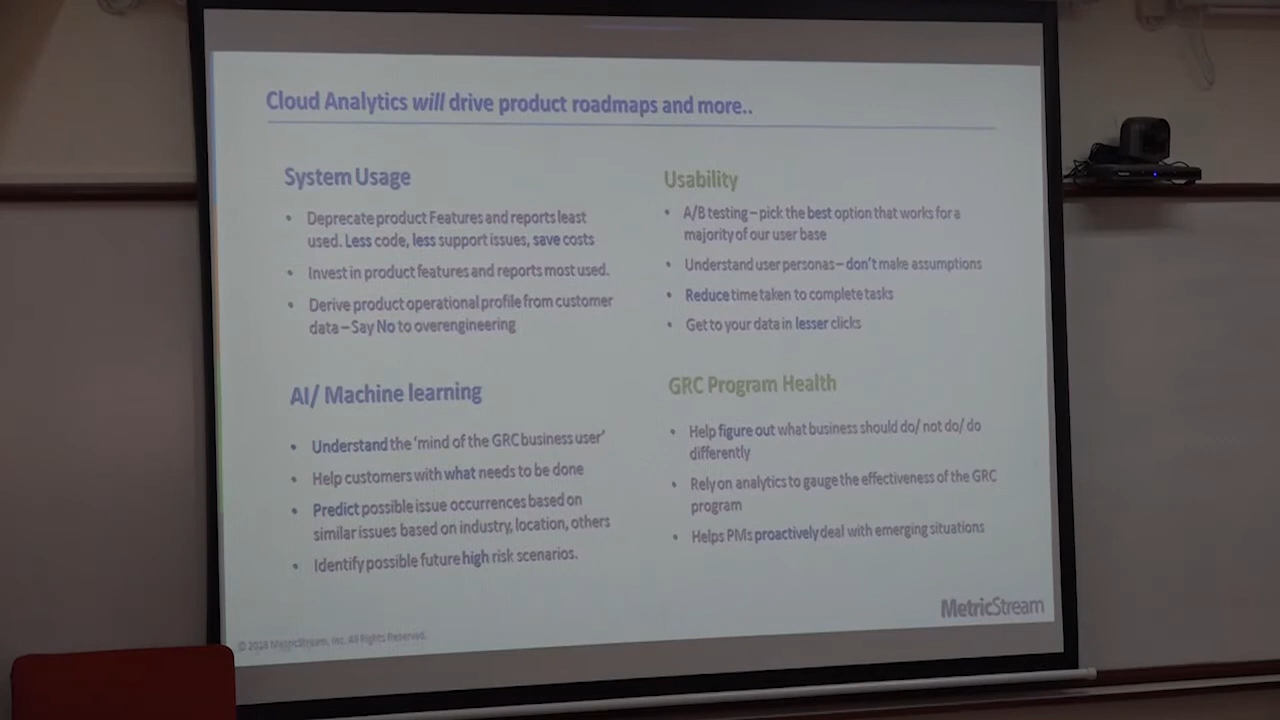 Cloud Analytics will drive product roadmaps and more..
System Usage
• Deprecate product Features and reports least
used. Less code, less support issues, save costs
• Invest in product features and reports most used.
• Derive product operational profile from customer
data – Say No to overengineering
Usability
• A/B testing – pick the best option that works for a
majority of our user base
• Understand user personas – don't make assumptions
• Reduce time taken to complete tasks
• Get to your data in lesser clicks
AI/ Machine learning
• Understand the 'mind of the GRC business user'
• Help customers with what needs to be done
• Predict possible issue occurrences based on
similar issues based on industry, location, others
• Identify possible future high risk scenarios.
GRC Program Health
• Help figure out what business should do/ not do/ do
differently
• Rely on analytics to gauge the effectiveness of the GRC
program
• Helps PMs proactively deal with emerging situations
MetricStream
© 2018 MetricStream, Inc. All Rights Reserved.